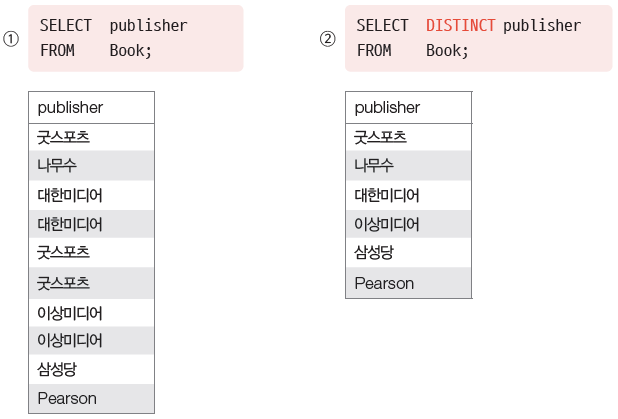 ① SELECT publisher
FROM Book;
publisher
굿스포츠
나무수
대한미디어
대한미디어
굿스포츠
굿스포츠
이상미디어
이상미디어
삼성당
Pearson
② SELECT DISTINCT publisher
FROM Book;
publisher
굿스포츠
나무수
대한미디어
이상미디어
삼성당
Pearson